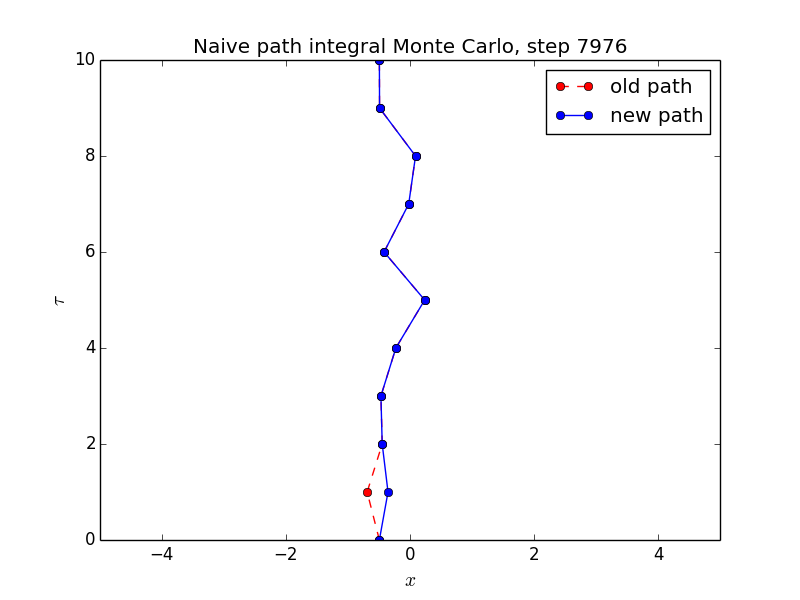 Naive path integral Monte Carlo, step 7976
old path
new path
10
8
6
4
2
0
τ
−4 −2 0 2 4
x